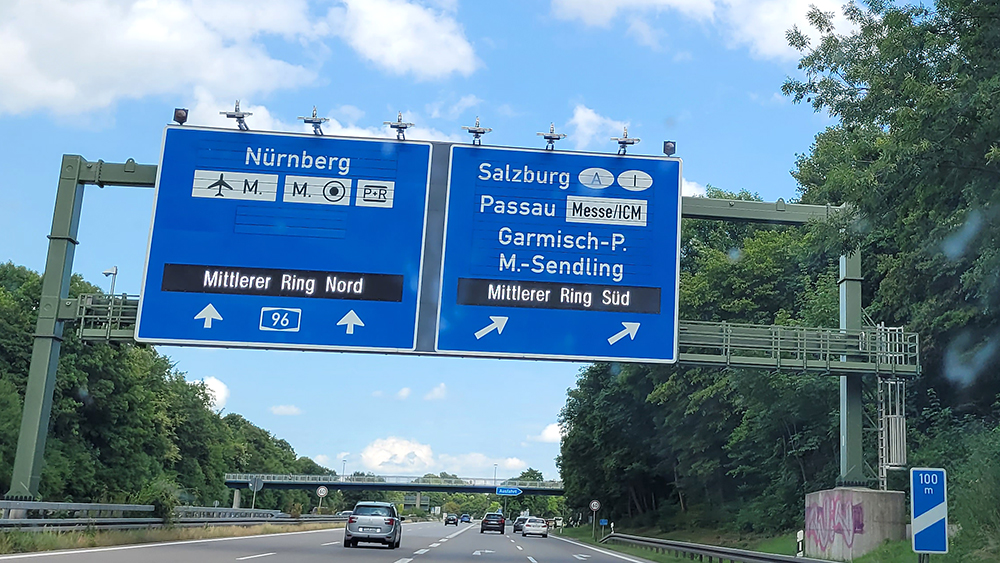 Nürnberg
M. M. P+R
Mittlerer Ring Nord
96
Salzburg A I
Passau Messe/ICM
Garmisch-P.
M.-Sendling
Mittlerer Ring Süd
Ausfahrt
100
m